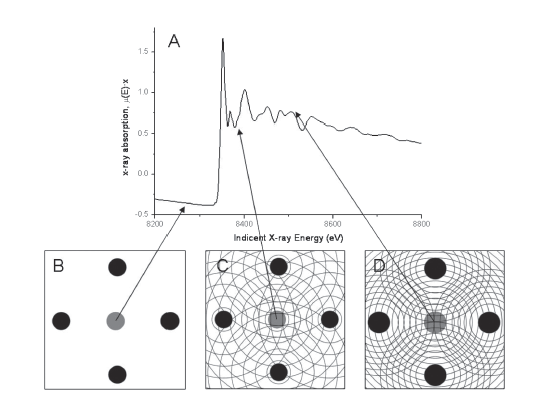 A
1.5
1.0
0.5
0.0
-0.5
x-ray absorption, μ(E).x
8200
8400
8600
8800
Indicent X-ray Energy (eV)
B
C
D